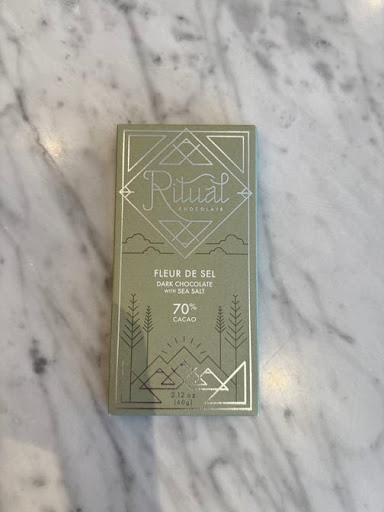 Ritual
CHOCOLATE
FLEUR DE SEL
DARK CHOCOLATE
WITH SEA SALT
70%
CACAO
2.12 oz
(60g)